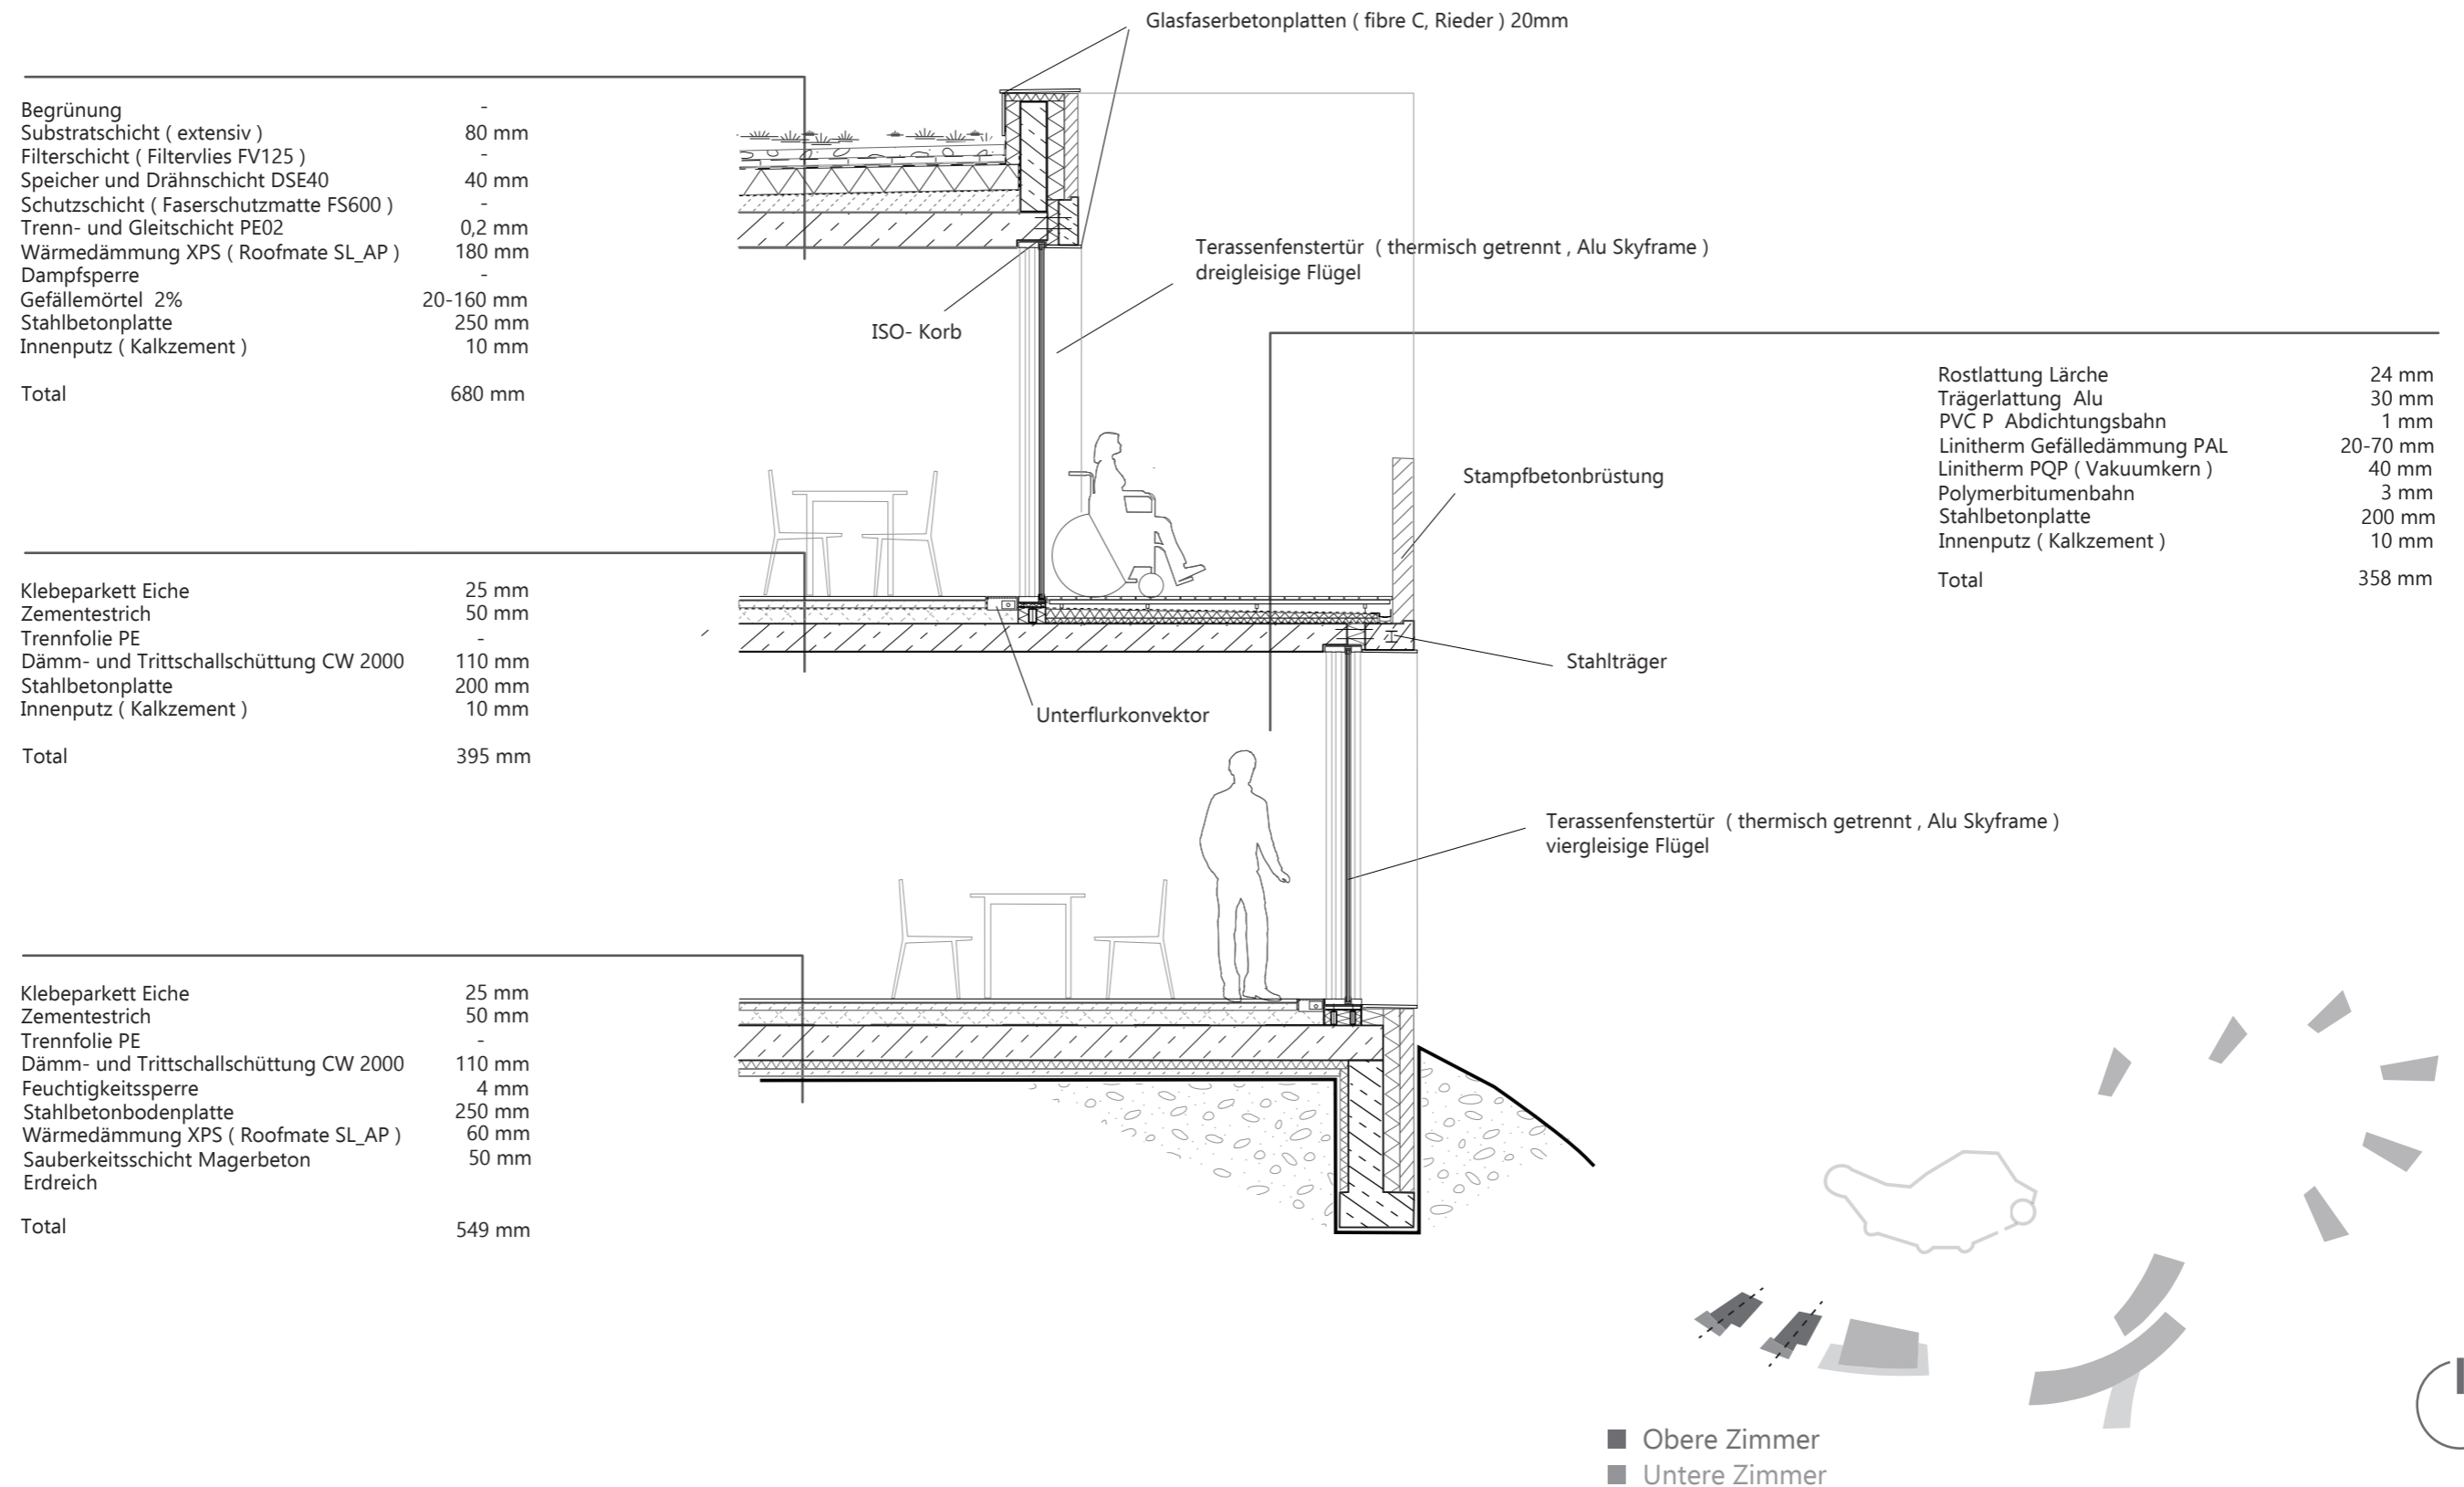 Glasfaserbetonplatten ( fibre C, Rieder ) 20mm
Begrünung -
Substratschicht ( extensiv ) 80 mm
Filterschicht ( Filtervlies FV125 ) -
Speicher und Drähnschicht DSE40 40 mm
Schutzschicht ( Faserschutzmatte FS600 ) -
Trenn- und Gleitschicht PE02 0,2 mm
Wärmedämmung XPS ( Roofmate SL_AP ) 180 mm
Dampfsperre -
Gefällemörtel 2% 20-160 mm
Stahlbetonplatte 250 mm
Innenputz ( Kalkzement ) 10 mm
Total 680 mm
Terassenfenstertür ( thermisch getrennt , Alu Skyframe )
dreigleisige Flügel
ISO- Korb
Rostlattung Lärche 24 mm
Trägerlattung Alu 30 mm
PVC P Abdichtungsbahn 1 mm
Linitherm Gefälledämmung PAL 20-70 mm
Linitherm PQP ( Vakuumkern ) 40 mm
Polymerbitumenbahn 3 mm
Stahlbetonplatte 200 mm
Innenputz ( Kalkzement ) 10 mm
Total 358 mm
Stampfbetonbrüstung
Klebeparkett Eiche 25 mm
Zementestrich 50 mm
Trennfolie PE -
Dämm- und Trittschallschüttung CW 2000 110 mm
Stahlbetonplatte 200 mm
Innenputz ( Kalkzement ) 10 mm
Total 395 mm
Stahlträger
Unterflurkonvektor
Terassenfenstertür ( thermisch getrennt , Alu Skyframe )
viergleisige Flügel
Klebeparkett Eiche 25 mm
Zementestrich 50 mm
Trennfolie PE -
Dämm- und Trittschallschüttung CW 2000 110 mm
Feuchtigkeitssperre 4 mm
Stahlbetonbodenplatte 250 mm
Wärmedämmung XPS ( Roofmate SL_AP ) 60 mm
Sauberkeitsschicht Magerbeton 50 mm
Erdreich
Total 549 mm
Obere Zimmer
Untere Zimmer